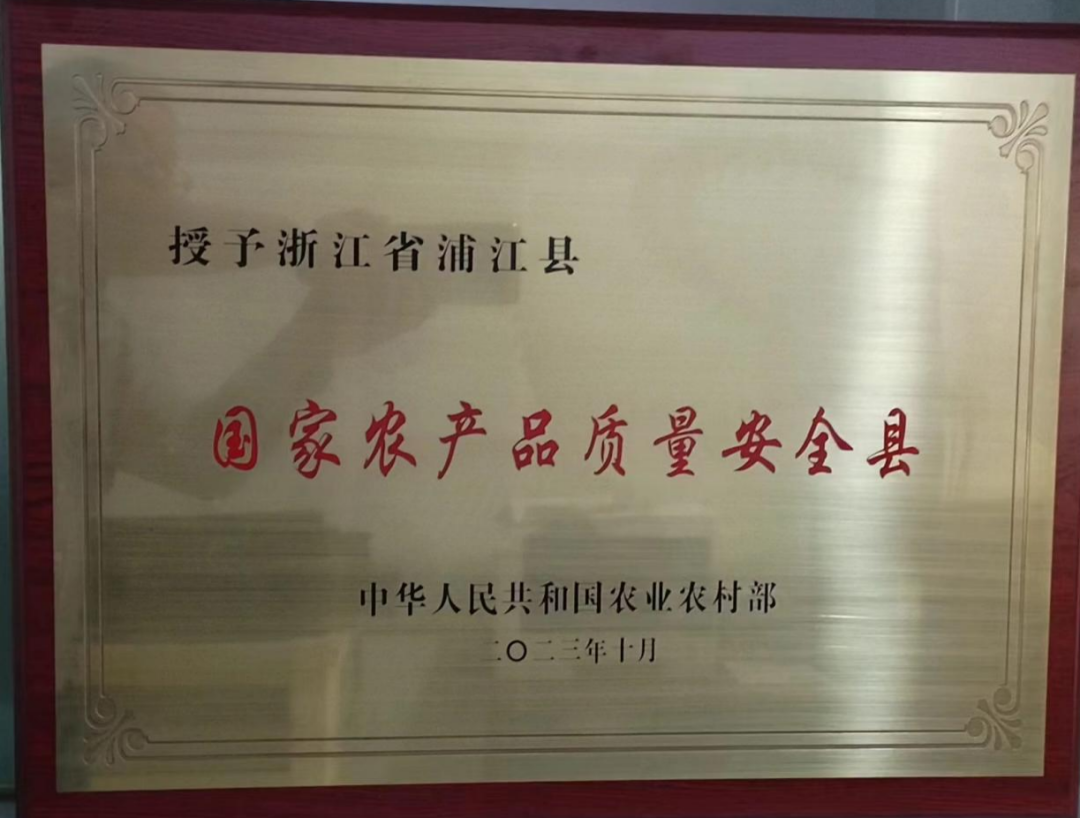 授予浙江省浦江县
国家农产品质量安全县
中华人民共和国农业农村部
二〇二三年十月